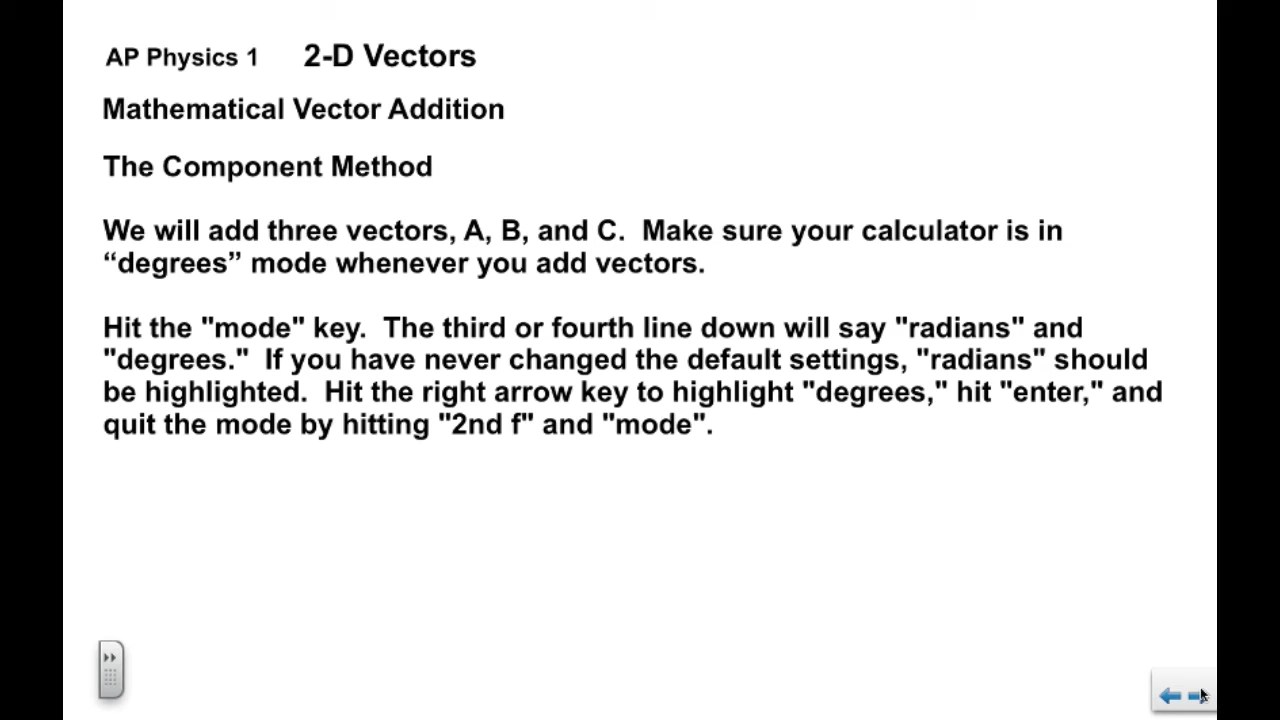 AP Physics 1 2-D Vectors
Mathematical Vector Addition
The Component Method
We will add three vectors, A, B, and C. Make sure your calculator is in
“degrees” mode whenever you add vectors.
Hit the "mode" key. The third or fourth line down will say "radians" and
"degrees." If you have never changed the default settings, "radians" should
be highlighted. Hit the right arrow key to highlight "degrees," hit "enter," and
quit the mode by hitting "2nd f" and "mode".